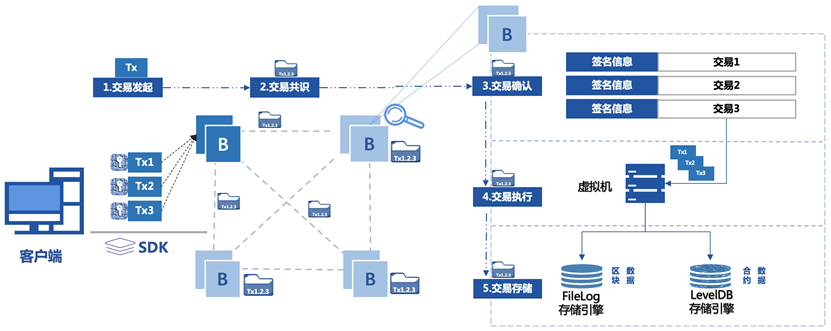 Tx
1.交易发起
Tx1.2.3
2.交易共识
Tx1.2.3
3.交易确认
B
签名信息 交易1
签名信息 交易2
签名信息 交易3
Tx1
Tx2
Tx3
B
Tx1.2.3
B
Tx1.2.3
Tx1.2.3
Tx1.2.3
B
Tx1.2.3
B
Tx1.2.3
客户端
SDK
Tx1.2.3
4.交易执行
虚拟机
Tx1
Tx2
Tx3
Tx1.2.3
5.交易存储
区块
数据
FileLog
存储引擎
合约
数据
LevelDB
存储引擎